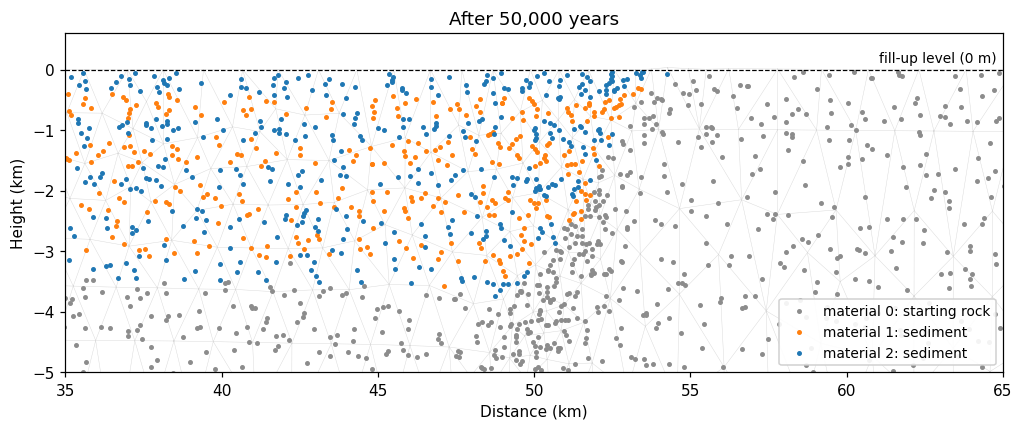 After 50,000 years
fill-up level (0 m)
0
−1
−2
−3
−4
−5
Height (km)
material 0: starting rock
material 1: sediment
material 2: sediment
35
40
45
50
55
60
65
Distance (km)